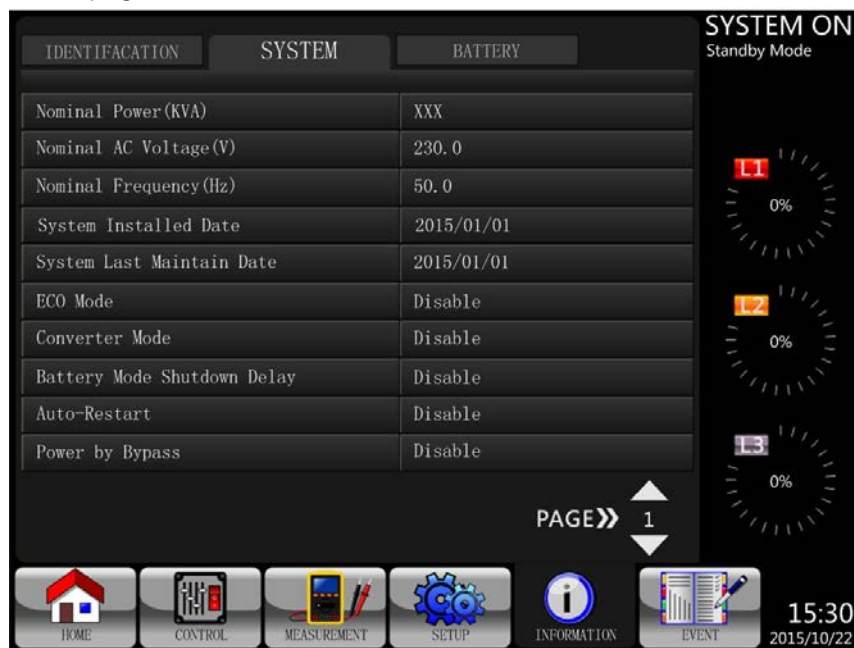 SYSTEM ON
Standby Mode
IDENTIFACATION SYSTEM BATTERY
Nominal Power(KVA) XXX
Nominal AC Voltage(V) 230.0
Nominal Frequency(Hz) 50.0
System Installed Date 2015/01/01
System Last Maintain Date 2015/01/01
ECO Mode Disable
Converter Mode Disable
Battery Mode Shutdown Delay Disable
Auto-Restart Disable
Power by Bypass Disable
L1
0%
L2
0%
L3
0%
PAGE» 1
HOME CONTROL MEASUREMENT SETUP INFORMATION EVENT
15:30
2015/10/22